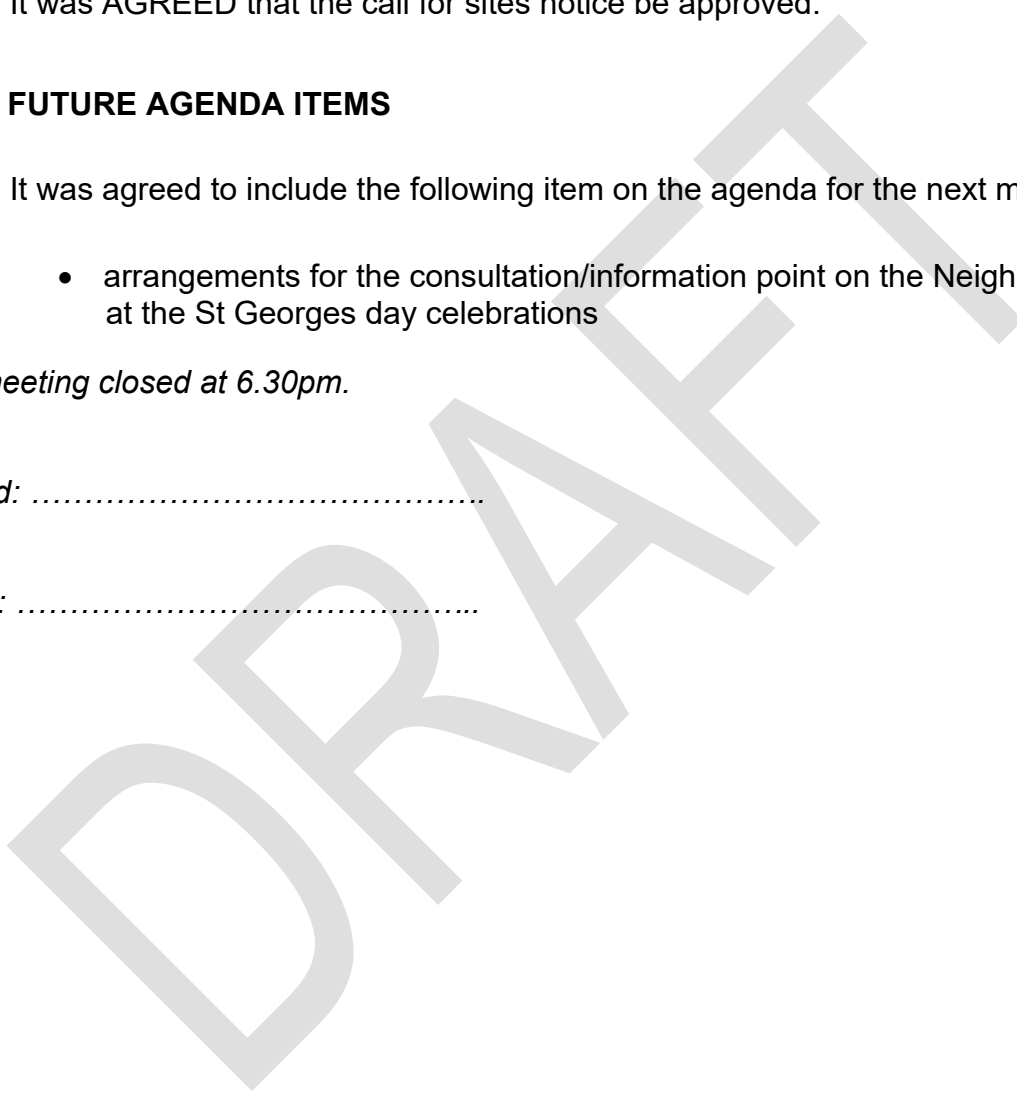 It was AGREED that the call for sites notice be approved.
FUTURE AGENDA ITEMS
It was agreed to include the following item on the agenda for the next
• arrangements for the consultation/information point on the
at the St Georges day celebrations
closed at 6.30pm.
……………………………………..
: ……………………………………...
DRAFT